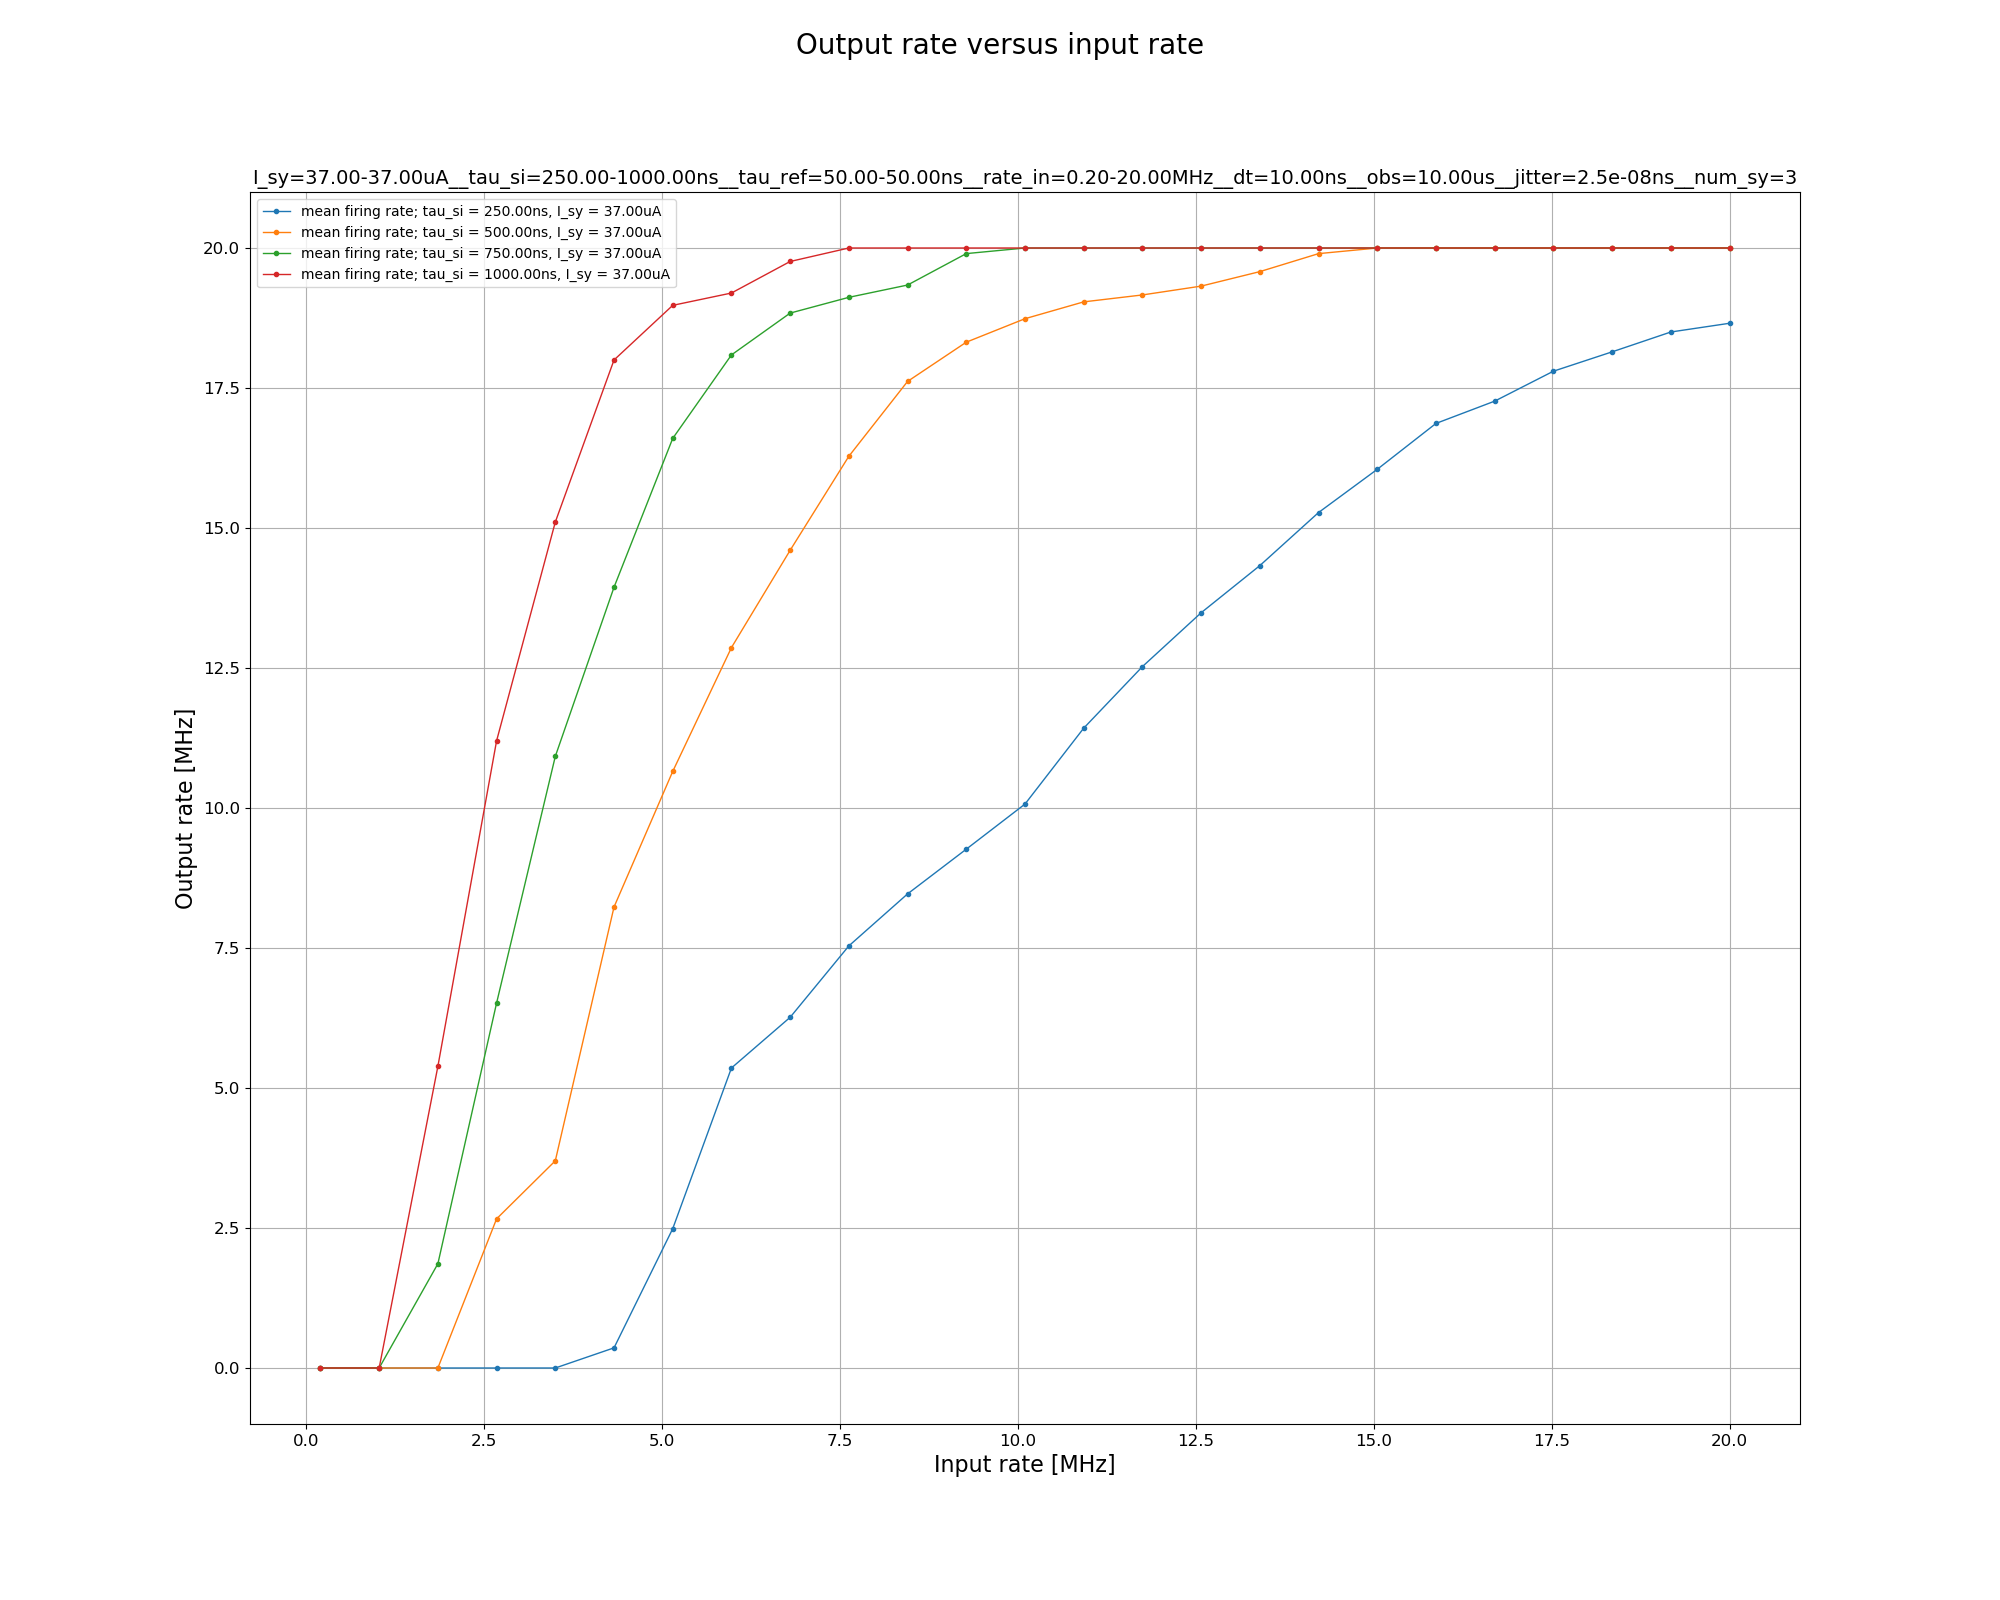 Output rate versus input rate
I_sy=37.00-37.00uA__tau_si=250.00-1000.00ns__tau_ref=50.00-50.00ns__rate_in=0.20-20.00MHz__dt=10.00ns__obs=10.00us__jitter=2.5e-08ns__num_sy=3
mean firing rate; tau_si = 250.00ns, I_sy = 37.00uA
mean firing rate; tau_si = 500.00ns, I_sy = 37.00uA
mean firing rate; tau_si = 750.00ns, I_sy = 37.00uA
mean firing rate; tau_si = 1000.00ns, I_sy = 37.00uA
20.0
17.5
15.0
12.5
10.0
7.5
5.0
2.5
0.0
Output rate [MHz]
0.0 2.5 5.0 7.5 10.0 12.5 15.0 17.5 20.0
Input rate [MHz]